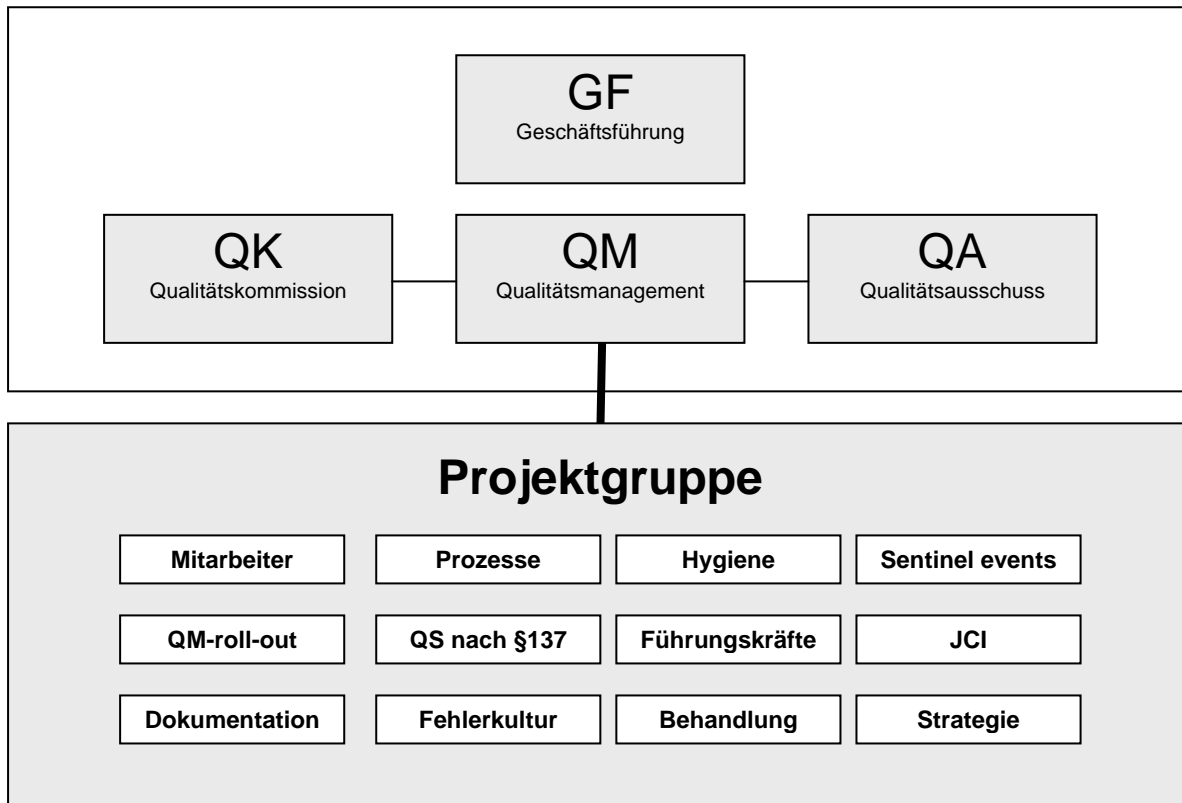 GF
Geschäftsführung
QK
Qualitätskommission
QM
Qualitätsmanagement
QA
Qualitätsausschuss
Projektgruppe
Mitarbeiter
Prozesse
Hygiene
Sentinel events
QM-roll-out
QS nach §137
Führungskräfte
JCI
Dokumentation
Fehlerkultur
Behandlung
Strategie